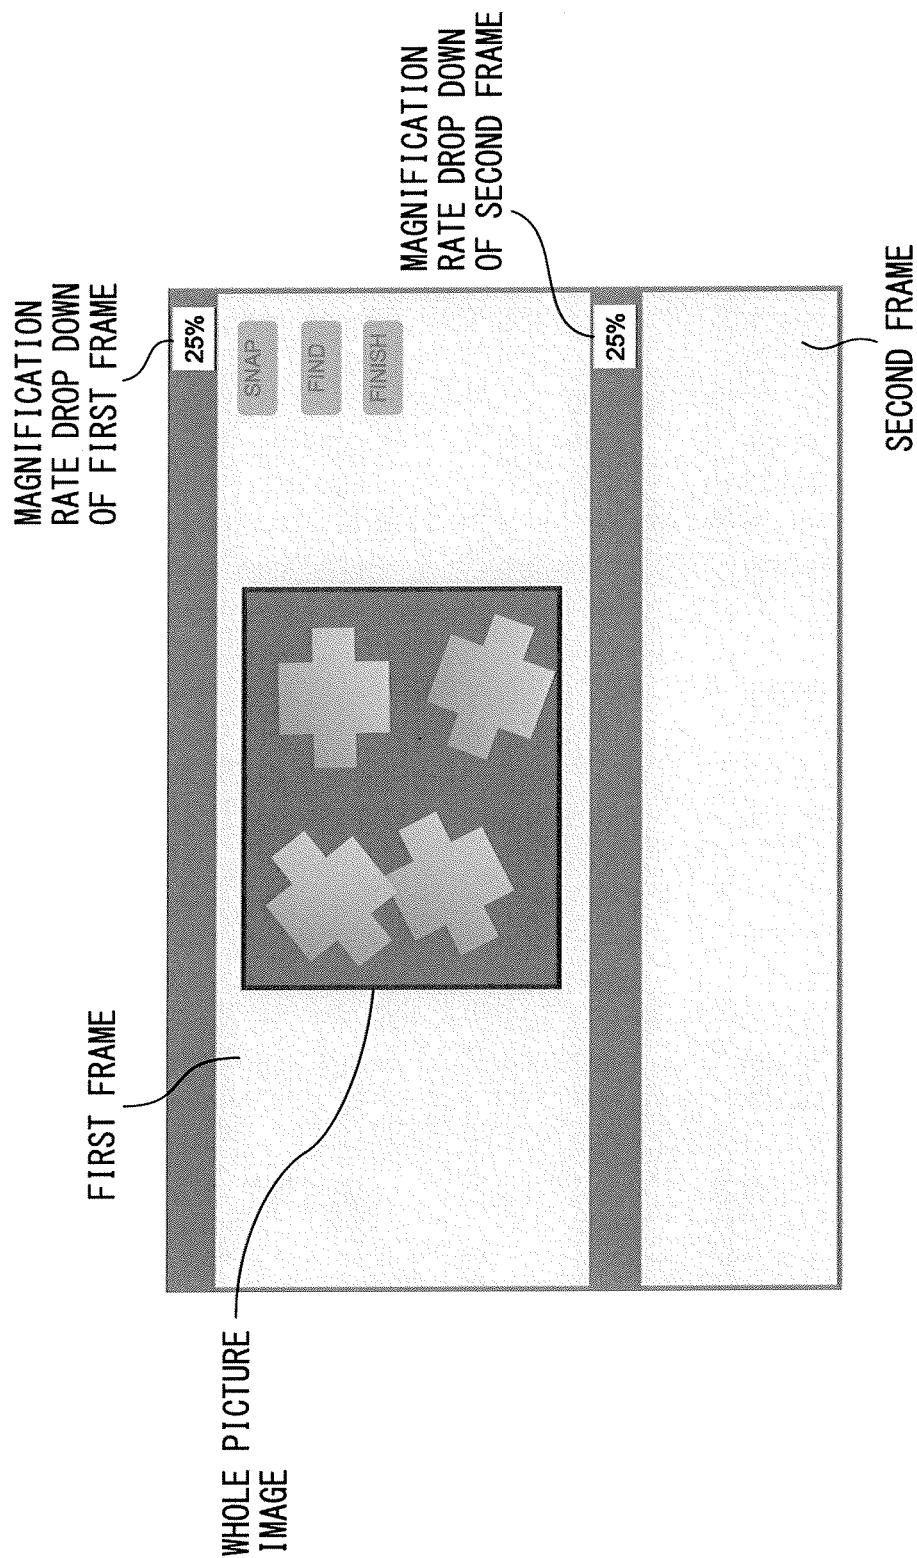 MAGNIFICATION
RATE DROP DOWN
OF FIRST FRAME
FIRST FRAME
25%
SNAP
FIND
FINISH
WHOLE PICTURE
IMAGE
MAGNIFICATION
RATE DROP DOWN
OF SECOND FRAME
25%
SECOND FRAME